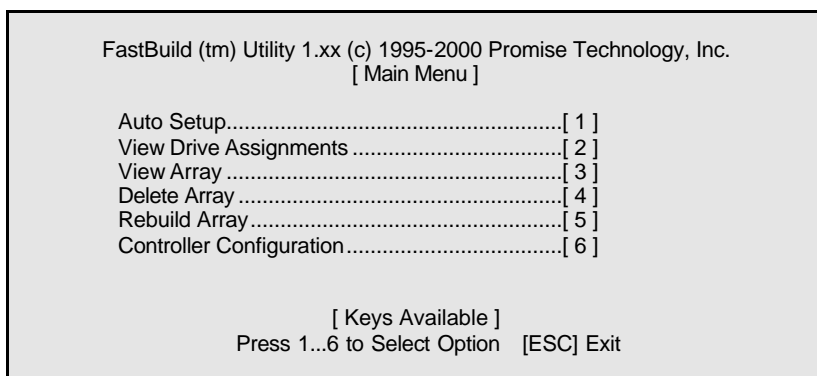 FastBuild (tm) Utility 1.xx (c) 1995-2000 Promise Technology, Inc.
[ Main Menu ]
Auto Setup.............................................................[ 1 ]
View Drive Assignments ......................................[ 2 ]
View Array .............................................................[ 3 ]
Delete Array ...........................................................[ 4 ]
Rebuild Array.........................................................[ 5 ]
Controller Configuration.......................................[ 6 ]
[ Keys Available ]
Press 1...6 to Select Option [ESC] Exit